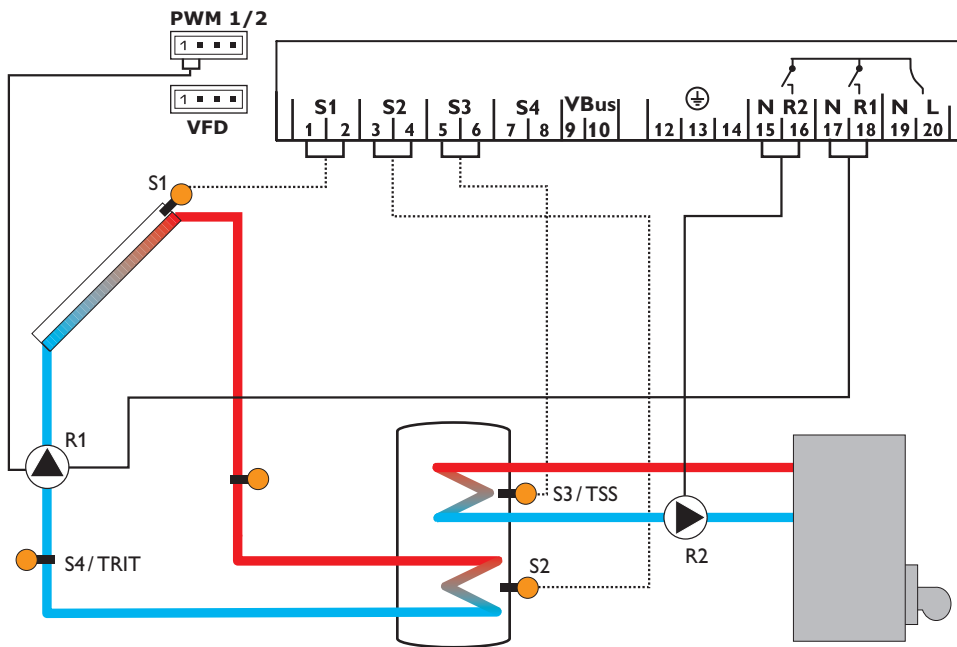 PWM 1/2
1
1
VFD
S1 S2 S3 S4 VBus N R2 N R1 N L
1 2 3 4 5 6 7 8 9 10 12 13 14 15 16 17 18 19 20
S1
R1
S4/TRIT
S3/TSS
S2
R2